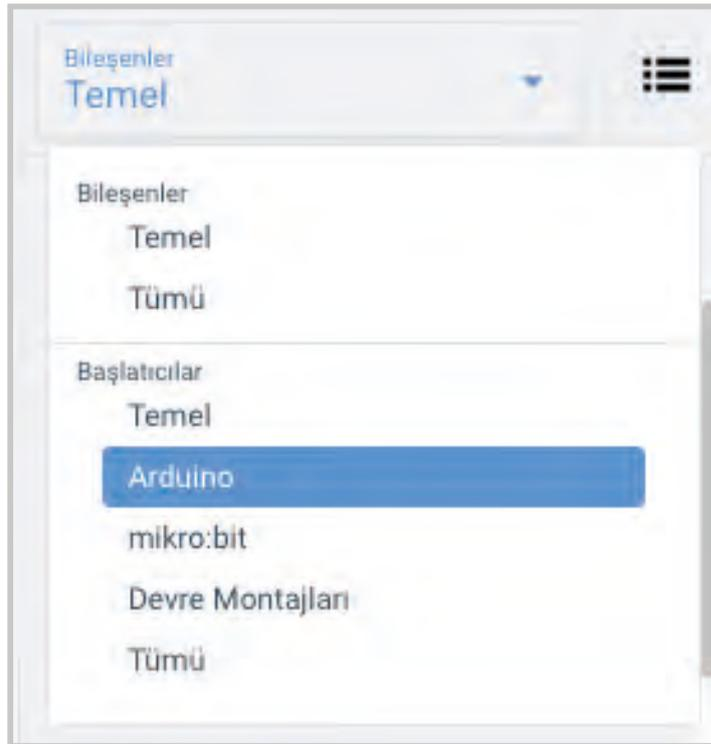 Bileşenler
Temel
Bileşenler
Temel
Tümü
Başlatıcılar
Temel
Arduino
mikro:bit
Devre Montajları
Tümü